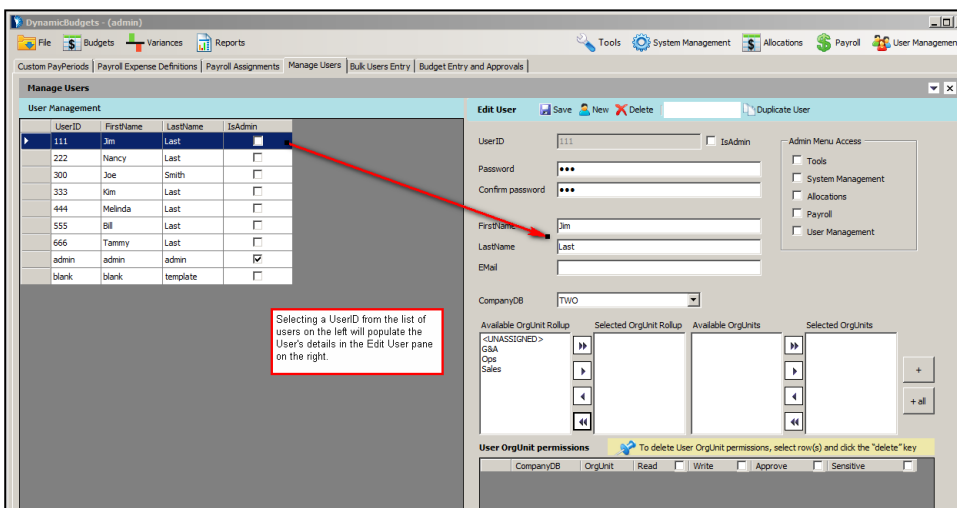 DynamicBudgets - (admin)
File Budgets Variances Reports Tools System Management Allocations Payroll User Managemen
Custom PayPeriods Payroll Expense Definitions Payroll Assignments Manage Users Bulk Users Entry Budget Entry and Approvals
Manage Users
User Management
UserID FirstName LastName IsAdmin
111 Jim Last
222 Nancy Last
300 Joe Smith
333 Kim Last
444 Melinda Last
555 Bill Last
666 Tammy Last
admin admin admin
blank blank template
Selecting a UserID from the list of
users on the left will populate the
User's details in the Edit User pane
on the right.
Edit User Save New Delete Duplicate User
UserID 111 IsAdmin
Password
Confirm password
FirstName Jim
LastName Last
EMail
CompanyDB TWO
Admin Menu Access
Tools
System Management
Allocations
Payroll
User Management
Available OrgUnit Rollup Selected OrgUnit Rollup Available OrgUnits Selected OrgUnits
<UNASSIGNED>
G&A
Ops
Sales
+
+ all
User OrgUnit permissions To delete User OrgUnit permissions, select row(s) and click the "delete" key
CompanyDB OrgUnit Read Write Approve Sensitive